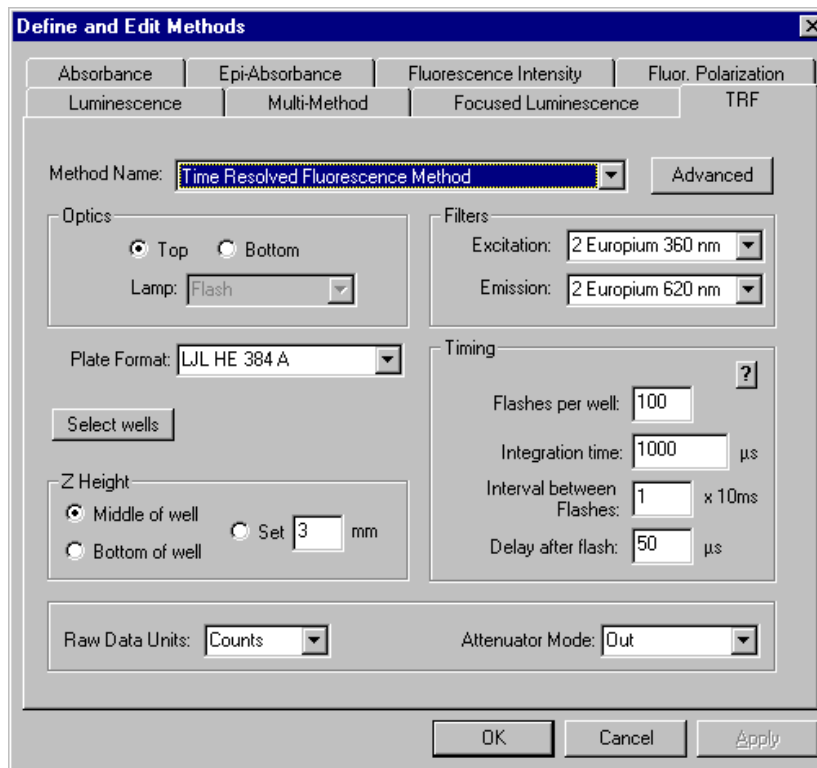 Define and Edit Methods
Absorbance Epi-Absorbance Fluorescence Intensity Fluor. Polarization
Luminescence Multi-Method Focused Luminescence TRF
Method Name: Time Resolved Fluorescence Method Advanced
Optics
Top Bottom
Lamp: Flash
Filters
Excitation: 2 Europium 360 nm
Emission: 2 Europium 620 nm
Plate Format: LJL HE 384 A
Select wells
Z Height
Middle of well
Bottom of well
Set 3 mm
Timing
?
Flashes per well: 100
Integration time: 1000 µs
Interval between
Flashes: 1 x 10ms
Delay after flash: 50 µs
Raw Data Units: Counts Attenuator Mode: Out
OK Cancel Apply